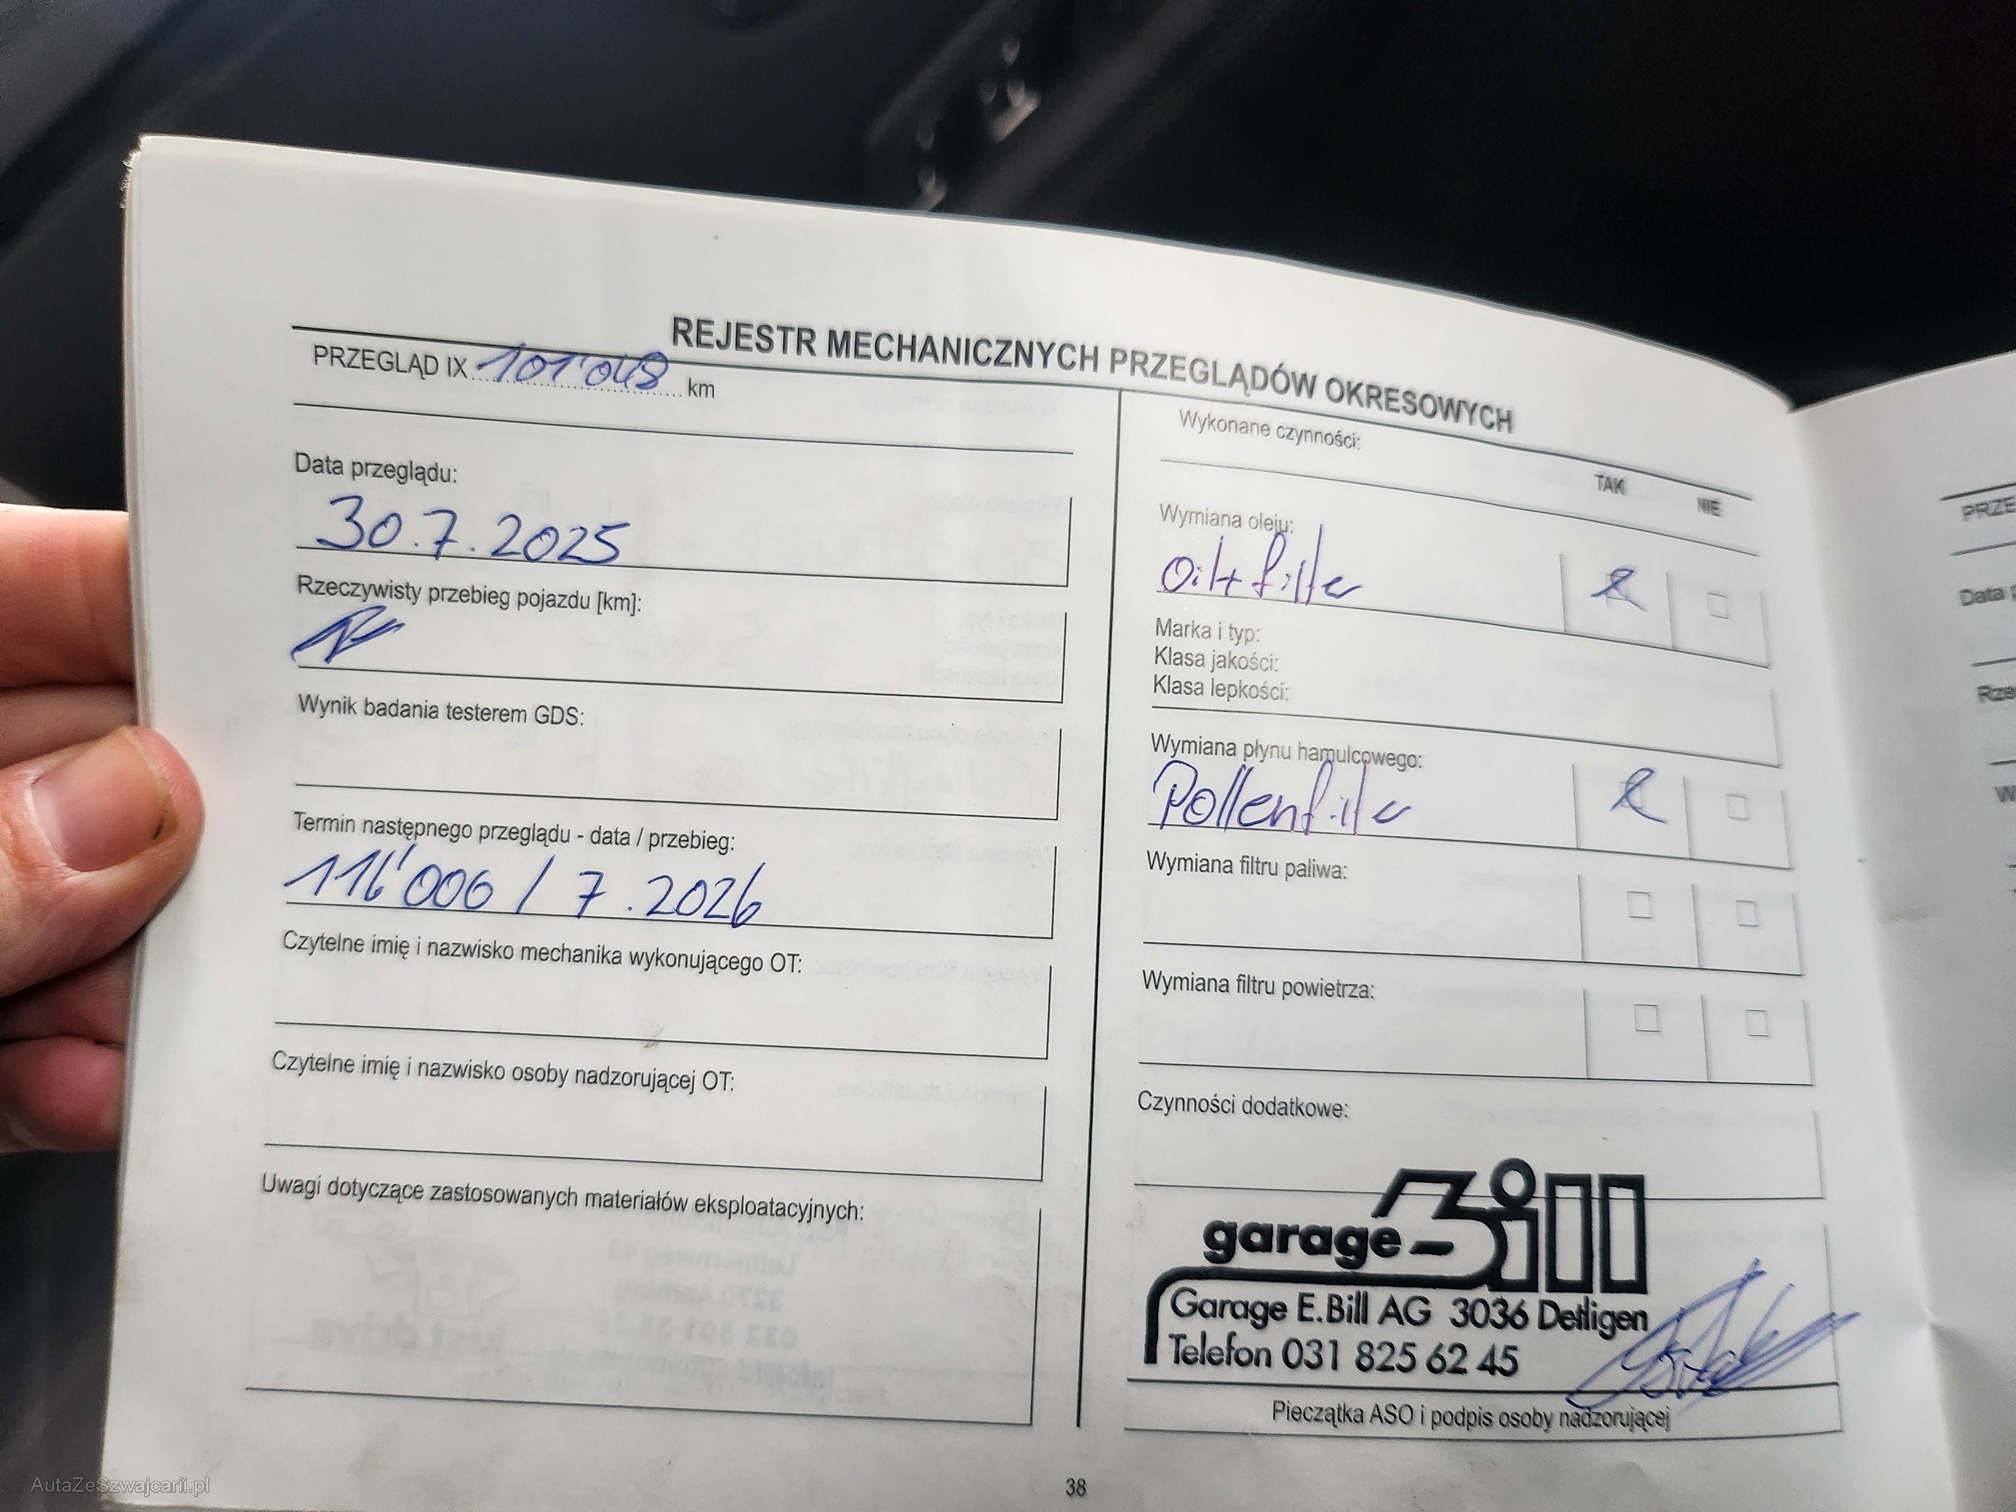 REJESTR MECHANICZNYCH PRZEGLĄDÓW OKRESOWYCH
PRZEGLĄD IX 101'048 km
Data przeglądu:
30.7.2025
Rzeczywisty przebieg pojazdu [km]:
Wynik badania testerem GDS:
Termin następnego przeglądu - data / przebieg:
116'000 / 7.2026
Czytelne imię i nazwisko mechanika wykonującego OT:
Czytelne imię i nazwisko osoby nadzorującej OT:
Uwagi dotyczące zastosowanych materiałów eksploatacyjnych:
Wykonane czynności:
TAK NIE
Wymiana oleju:
Oil + filter
Marka i typ:
Klasa jakości:
Klasa lepkości:
Wymiana płynu hamulcowego:
Pollenfilter
Wymiana filtru paliwa:
Wymiana filtru powietrza:
Czynności dodatkowe:
garage Bill
Garage E.Bill AG 3036 Detligen
Telefon 031 825 62 45
Pieczątka ASO i podpis osoby nadzorującej
38
PRZE
Data
Rze
W
AutaZeSzwajcarii.pl